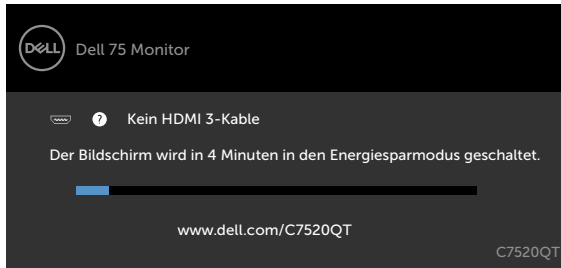 DELL
Dell 75 Monitor
? Kein HDMI 3-Kable
Der Bildschirm wird in 4 Minuten in den Energiesparmodus geschaltet.
www.dell.com/C7520QT
C7520QT